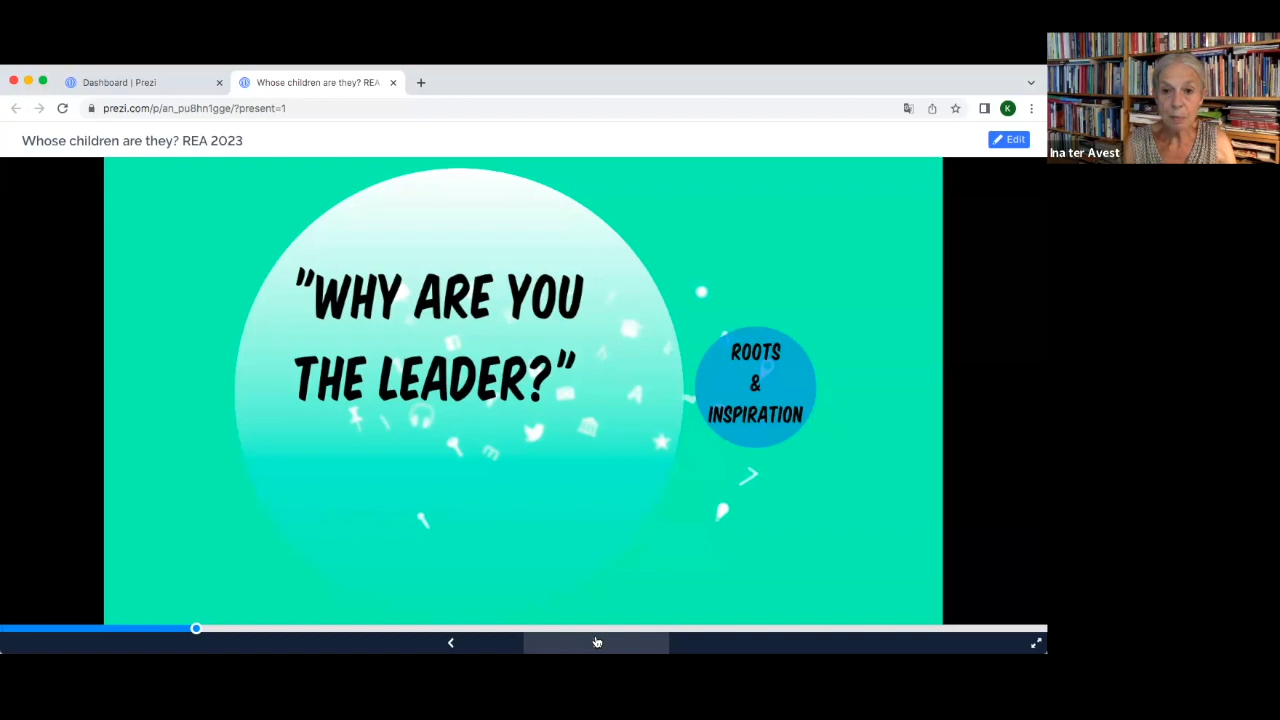 Dashboard | Prezi
Whose children are they? REA
prezi.com/p/an_pu8hn1gge/?present=1
K
Whose children are they? REA 2023
Edit
Ina ter Avest
"WHY ARE YOU
THE LEADER?"
ROOTS
&
INSPIRATION